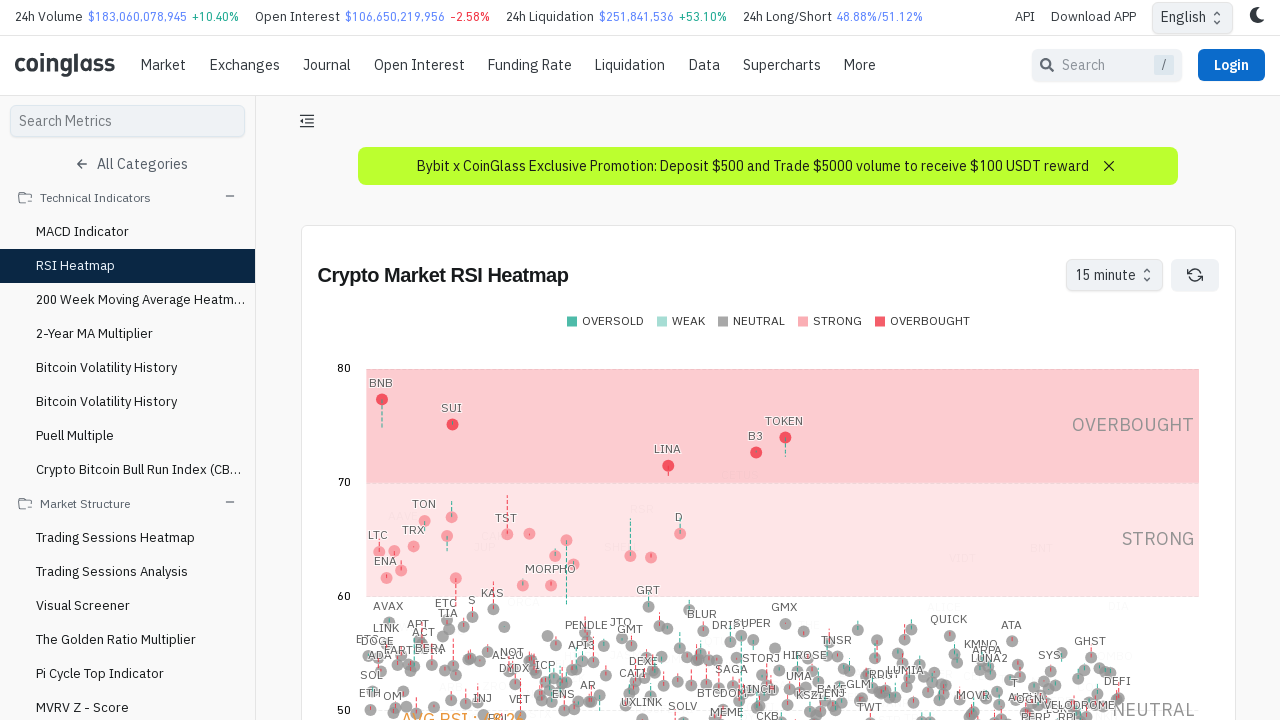 24h Volume $183,060,078,945 +10.40% Open Interest $106,650,219,956 -2.58% 24h Liquidation $251,841,536 +53.10% 24h Long/Short 48.88%/51.12% API Download APP English
coinglass Market Exchanges Journal Open Interest Funding Rate Liquidation Data Supercharts More Search / Login
Search Metrics
All Categories
Technical Indicators
MACD Indicator
RSI Heatmap
200 Week Moving Average Heatm...
2-Year MA Multiplier
Bitcoin Volatility History
Bitcoin Volatility History
Puell Multiple
Crypto Bitcoin Bull Run Index (CB...
Market Structure
Trading Sessions Heatmap
Trading Sessions Analysis
Visual Screener
The Golden Ratio Multiplier
Pi Cycle Top Indicator
MVRV Z - Score
Bybit x CoinGlass Exclusive Promotion: Deposit $500 and Trade $5000 volume to receive $100 USDT reward
Crypto Market RSI Heatmap
15 minute
OVERSOLD WEAK NEUTRAL STRONG OVERBOUGHT
80
BNB
SUI
TOKEN
OVERBOUGHT
B3
LINA
70
TON
TST
D
TRX
LTC
STRONG
ENA
MORPHO
60
GRT
KAS
S
AVAX
ETC
GMX
TIA
BLUR
QUICK
LINK
APT
PENDLE
JTO
GMT
SUPER
ATA
ACT
DOGE
TNSR
GHST
ADA
BERA
API3
KMNO
NOT
DEXE
STORJ
HIROSE
SYS
LUNA2
DYDX
ICP
CATI
SAGA
UMA
LUMIA
SOL
AR
GLM
T
DEFI
ETH
OM
INJ
VET
ENS
UXLINK
SOLV
BTCDOM
1INCH
MOVR
VELODROME
TWT
MEME
CKB
50
NEUTRAL